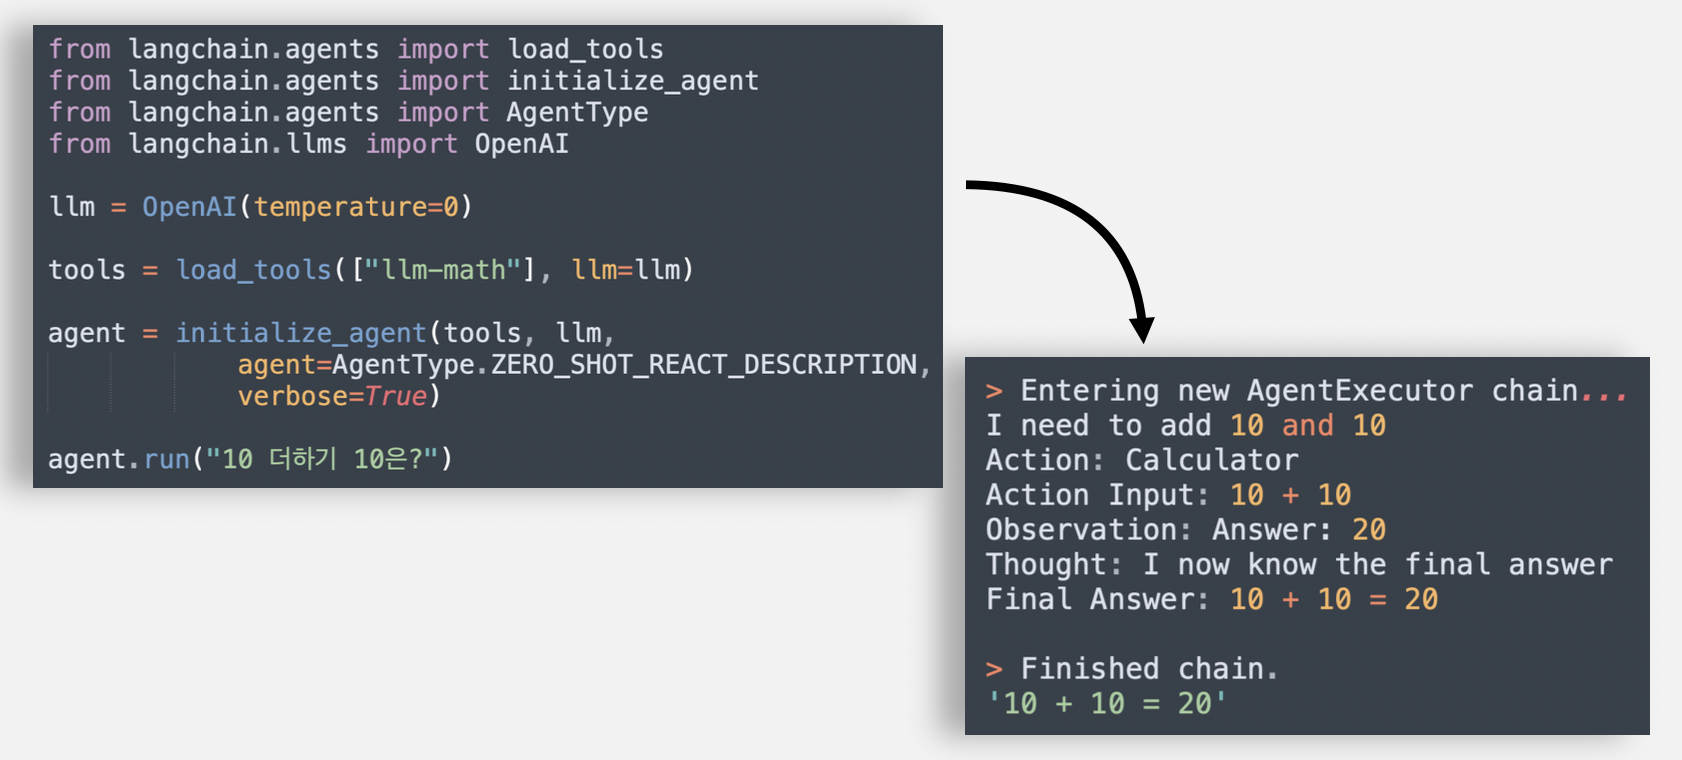 from langchain.agents import load_tools
from langchain.agents import initialize_agent
from langchain.agents import AgentType
from langchain.llms import OpenAI
llm = OpenAI(temperature=0)
tools = load_tools(["llm-math"], llm=llm)
agent = initialize_agent(tools, llm,
agent=AgentType.ZERO_SHOT_REACT_DESCRIPTION,
verbose=True)
agent.run("10 더하기 10은?")
> Entering new AgentExecutor chain...
I need to add 10 and 10
Action: Calculator
Action Input: 10 + 10
Observation: Answer: 20
Thought: I now know the final answer
Final Answer: 10 + 10 = 20
> Finished chain.
'10 + 10 = 20'